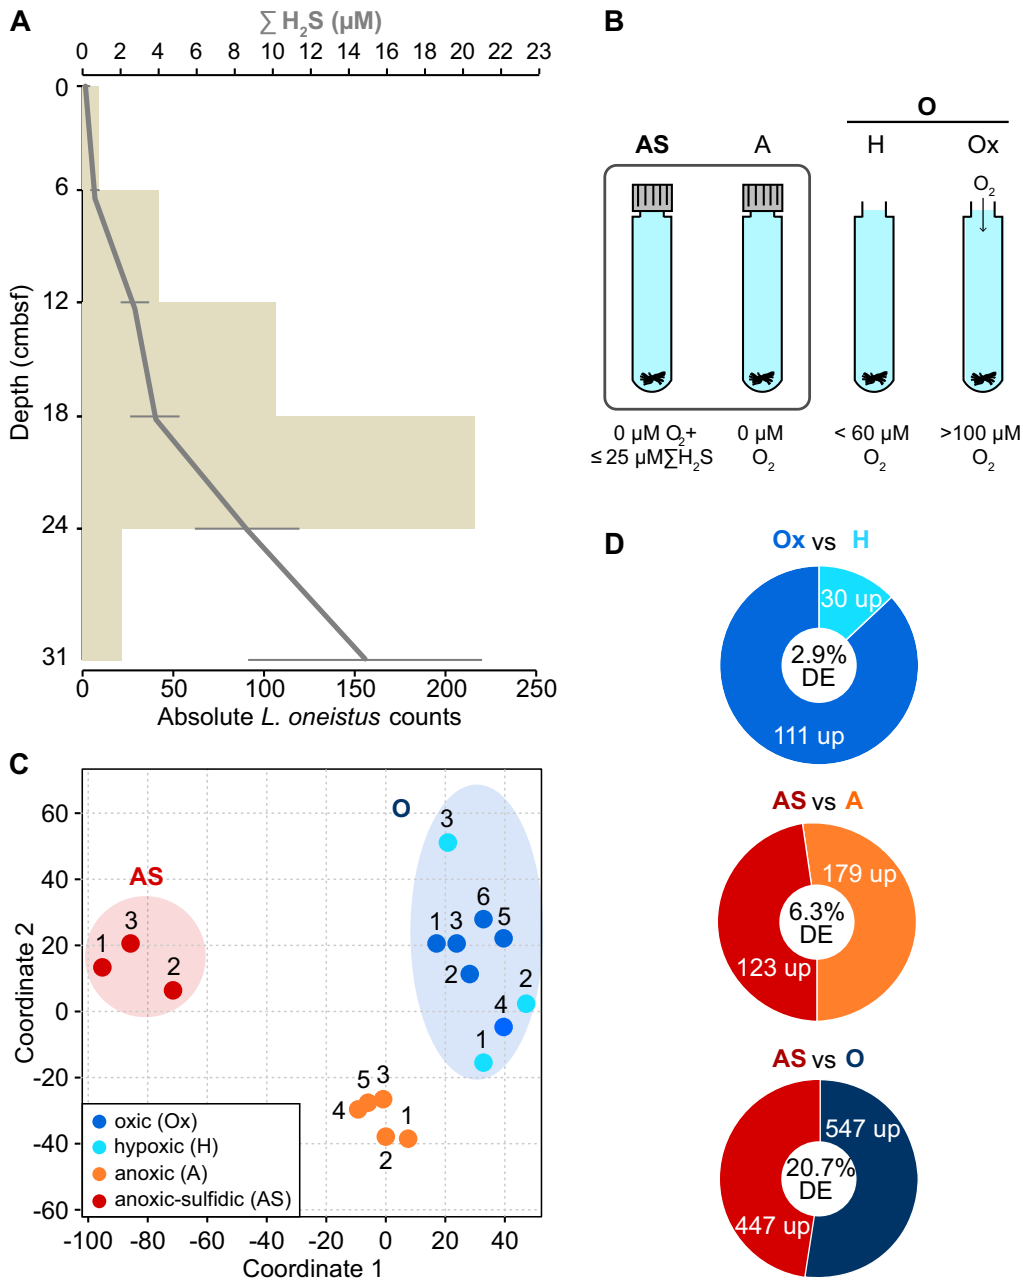 A
∑ H₂S (µM)
0 2 4 6 8 10 12 14 16 18 20 23
0
6
12
18
24
31
Depth (cmbsf)
0 50 100 150 200 250
Absolute L. oneistus counts
B
O
AS A H Ox
O₂
0 µM O₂+
≤ 25 µM∑H₂S
0 µM
O₂
< 60 µM
O₂
>100 µM
O₂
C
60
40
20
0
-20
-40
-60
Coordinate 2
O
3
6
1 3 5
2
2
4
1
AS
3
1
2
5 3
4
1
2
oxic (Ox)
hypoxic (H)
anoxic (A)
anoxic-sulfidic (AS)
-100 -80 -60 -40 -20 0 20 40
Coordinate 1
D
Ox vs H
30 up
2.9%
DE
111 up
AS vs A
179 up
6.3%
DE
123 up
AS vs O
547 up
20.7%
DE
447 up